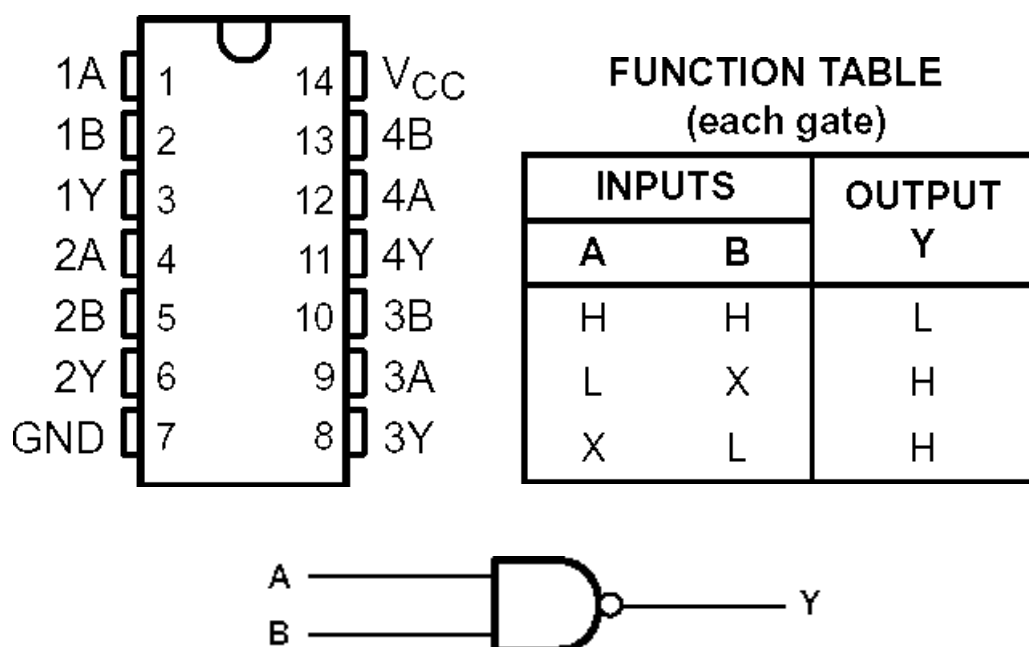 1A 1 14 VCC
1B 2 13 4B
1Y 3 12 4A
2A 4 11 4Y
2B 5 10 3B
2Y 6 9 3A
GND 7 8 3Y
FUNCTION TABLE
(each gate)
INPUTS OUTPUT
A B Y
H H L
L X H
X L H
A
B
Y